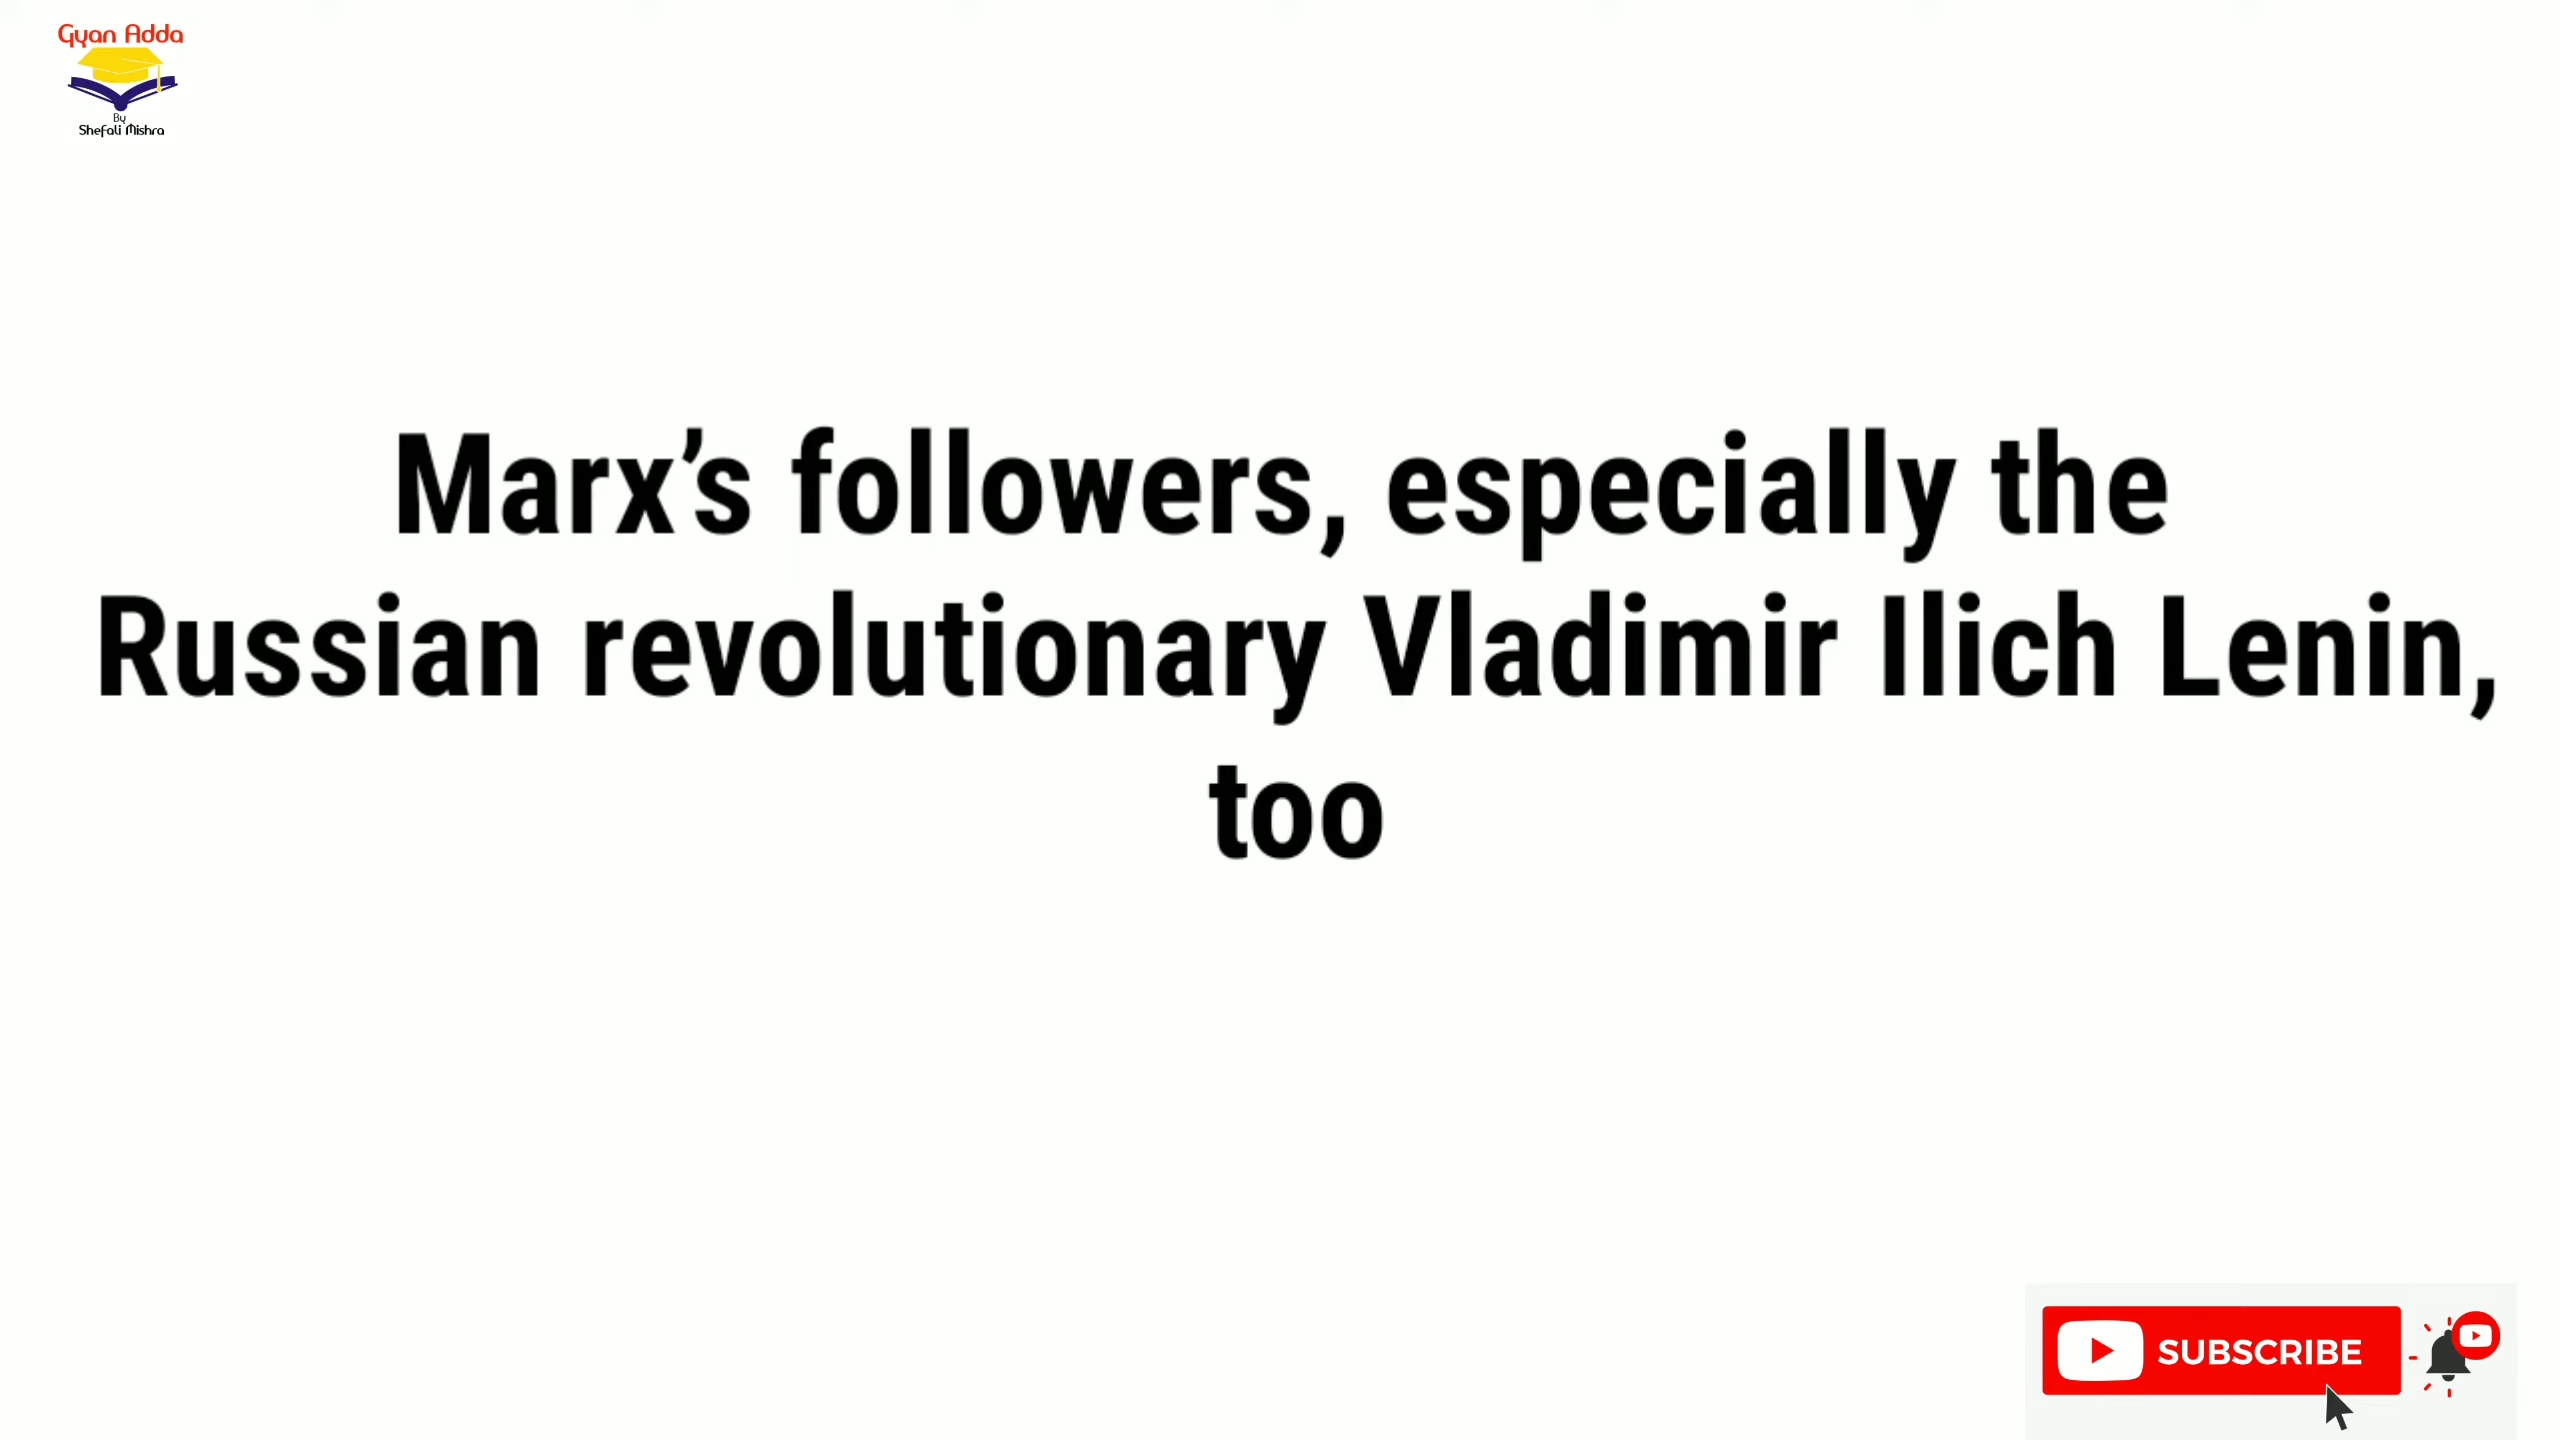 Gyan Adda
By
Shefali Mishra
Marx’s followers, especially the
Russian revolutionary Vladimir Ilich Lenin,
too
SUBSCRIBE